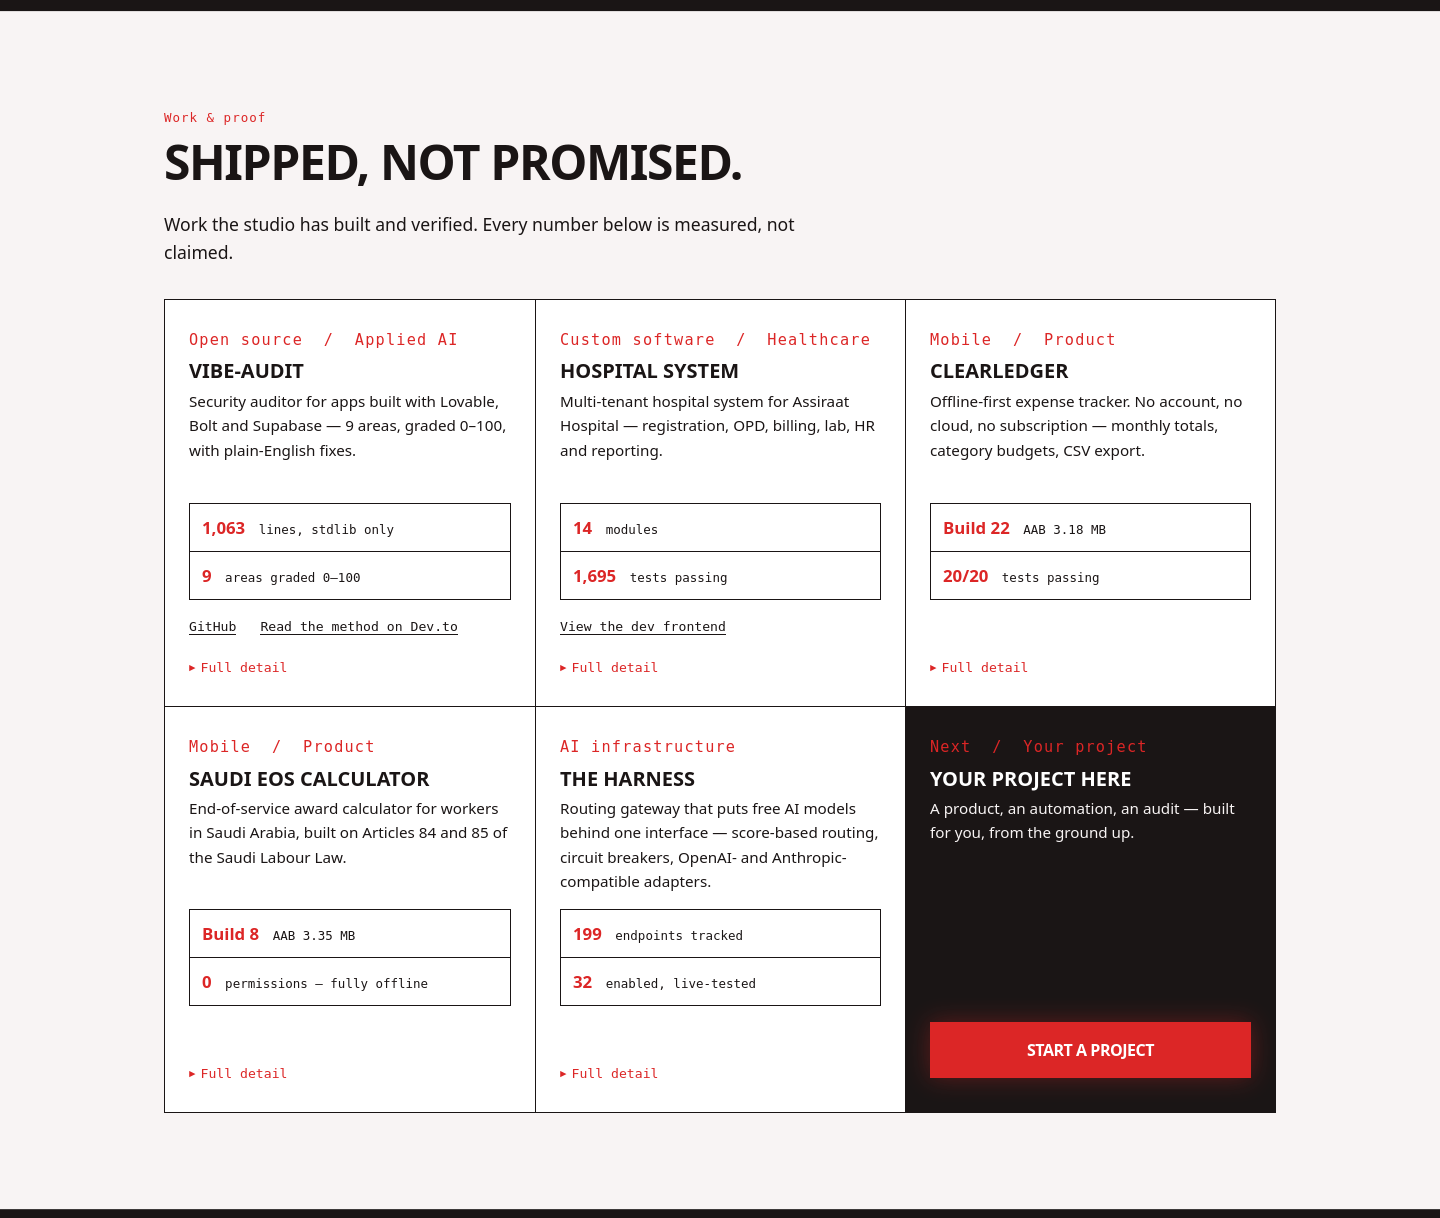 Work & proof
SHIPPED, NOT PROMISED.
Work the studio has built and verified. Every number below is measured, not
claimed.
Open source / Applied AI
VIBE-AUDIT
Security auditor for apps built with Lovable,
Bolt and Supabase — 9 areas, graded 0–100,
with plain-English fixes.
1,063 lines, stdlib only
9 areas graded 0–100
GitHub Read the method on Dev.to
▸ Full detail
Custom software / Healthcare
HOSPITAL SYSTEM
Multi-tenant hospital system for Assiraat
Hospital — registration, OPD, billing, lab, HR
and reporting.
14 modules
1,695 tests passing
View the dev frontend
▸ Full detail
Mobile / Product
CLEARLEDGER
Offline-first expense tracker. No account, no
cloud, no subscription — monthly totals,
category budgets, CSV export.
Build 22 AAB 3.18 MB
20/20 tests passing
▸ Full detail
Mobile / Product
SAUDI EOS CALCULATOR
End-of-service award calculator for workers
in Saudi Arabia, built on Articles 84 and 85 of
the Saudi Labour Law.
Build 8 AAB 3.35 MB
0 permissions — fully offline
▸ Full detail
AI infrastructure
THE HARNESS
Routing gateway that puts free AI models
behind one interface — score-based routing,
circuit breakers, OpenAI- and Anthropic-
compatible adapters.
199 endpoints tracked
32 enabled, live-tested
▸ Full detail
Next / Your project
YOUR PROJECT HERE
A product, an automation, an audit — built
for you, from the ground up.
START A PROJECT